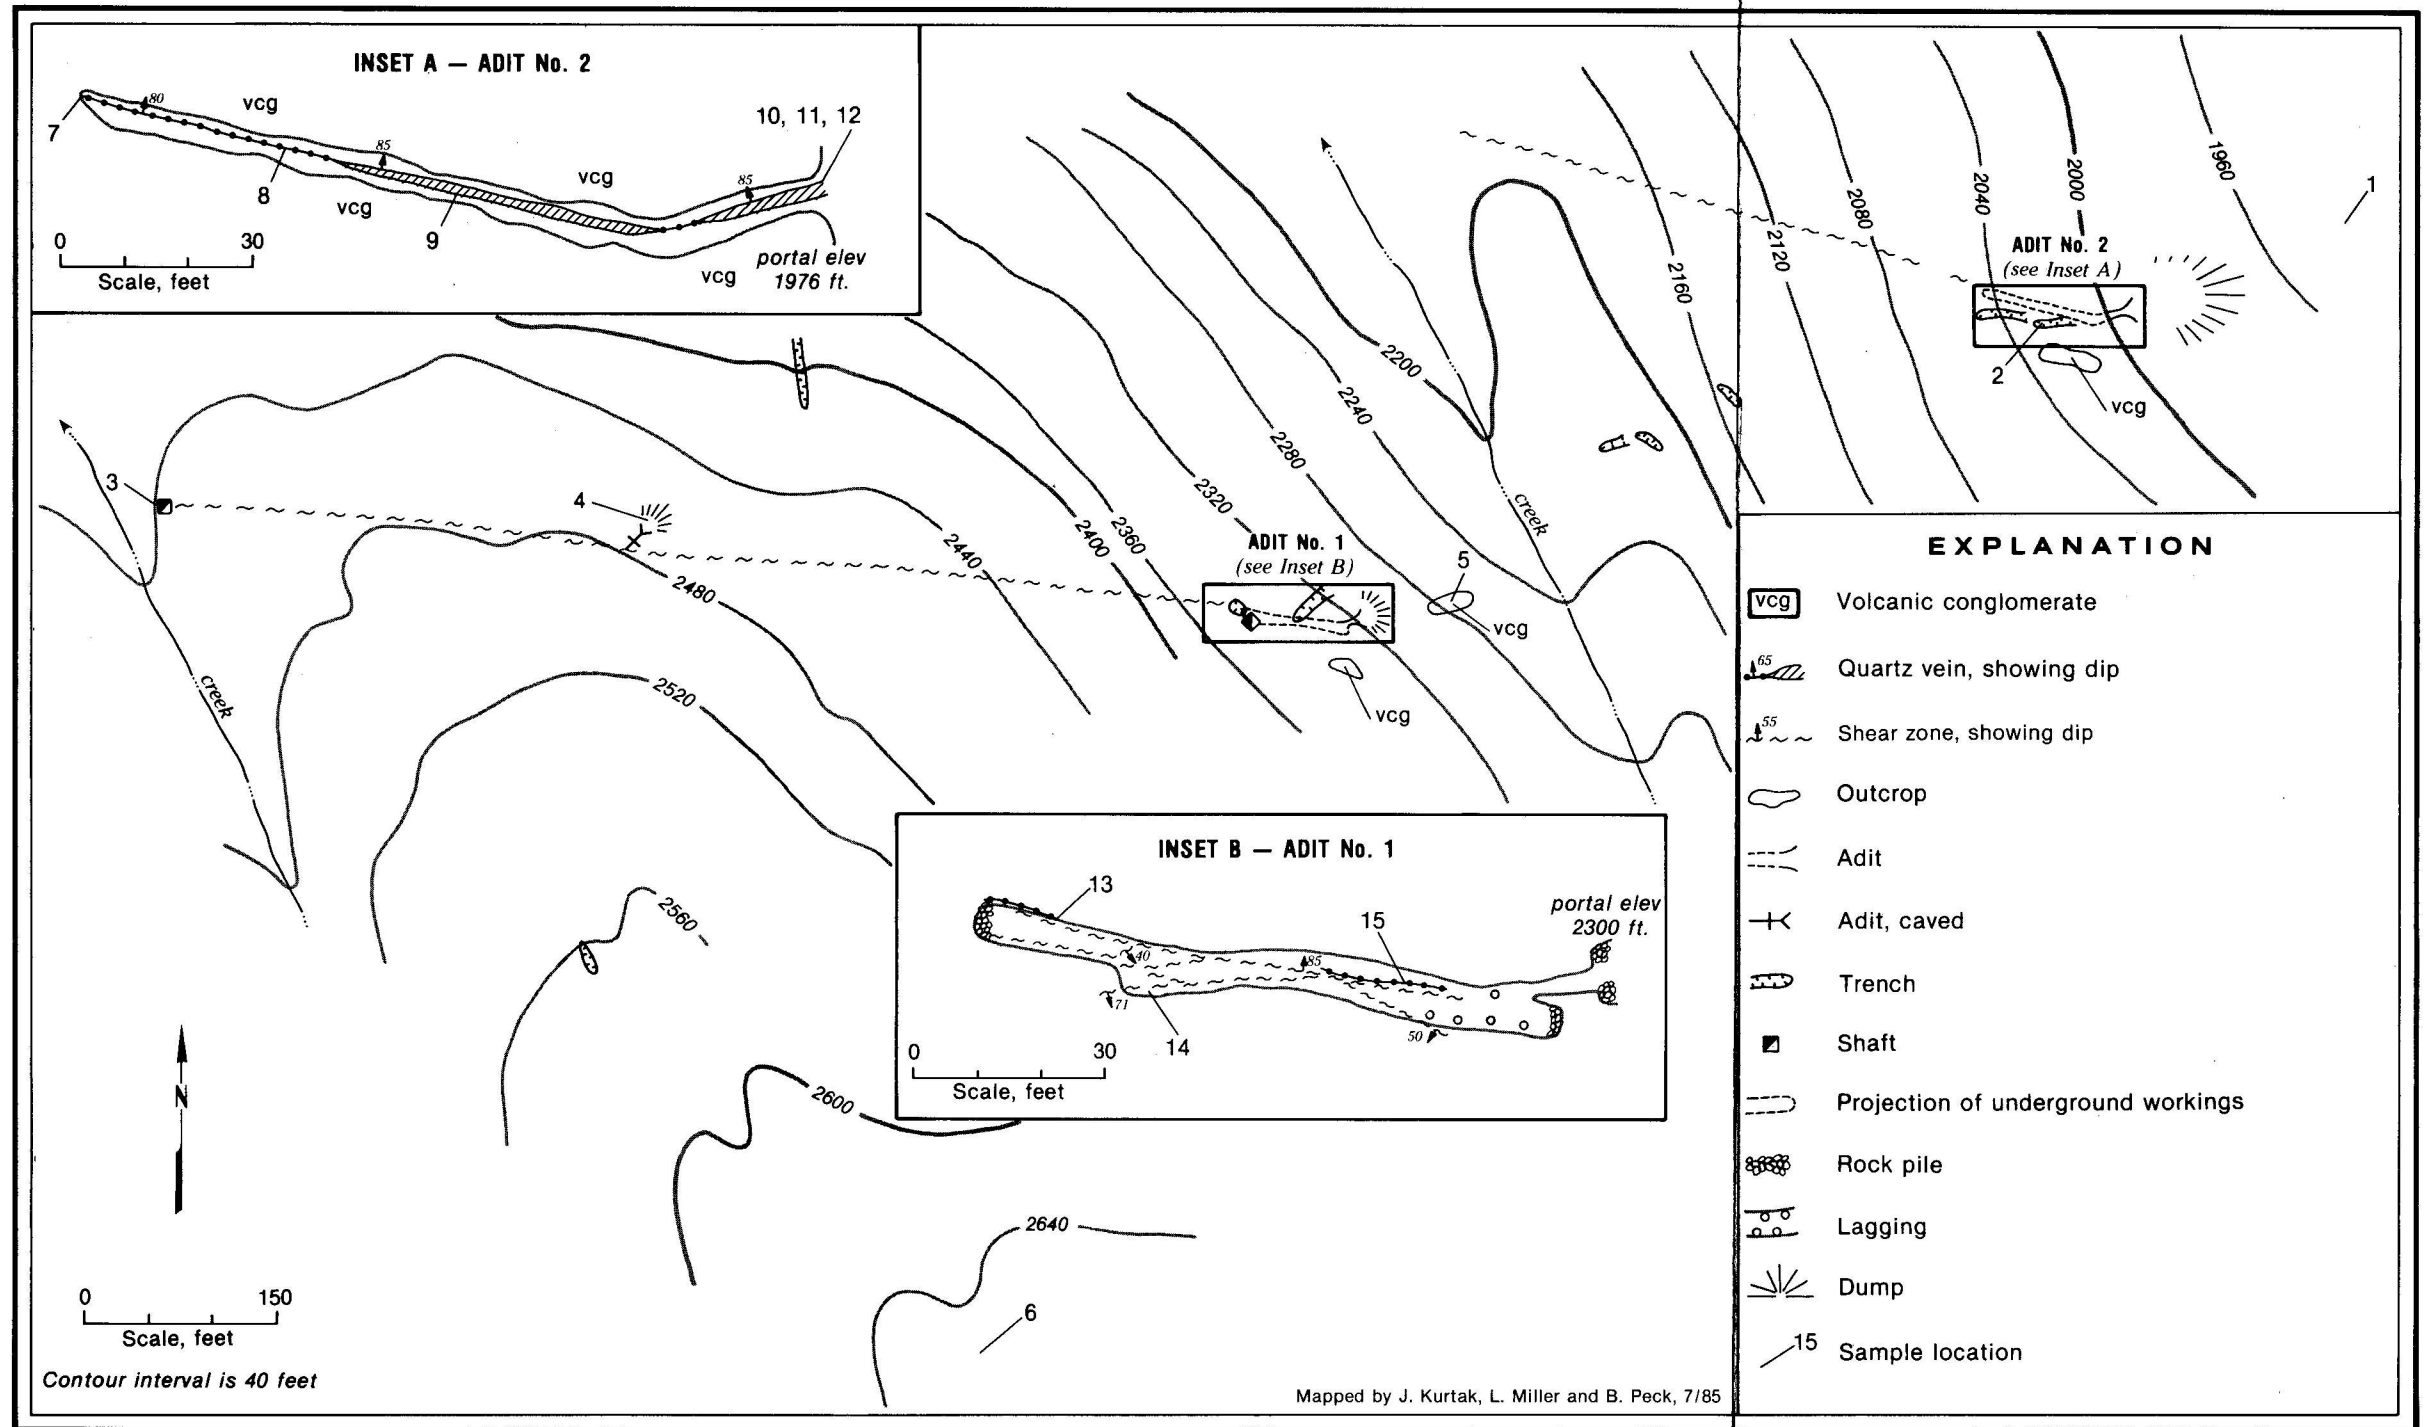 INSET A — ADIT No. 2
80
vcg
7
85
10, 11, 12
8
vcg
vcg
85
9
0 30
Scale, feet
vcg
portal elev
1976 ft.
1960
2000
2040
2080
2120
2160
1
ADIT No. 2
(see Inset A)
2
vcg
2200
2240
2280
2320
2360
2400
2440
2480
2520
2560
2600
2640
creek
creek
3
4
ADIT No. 1
(see Inset B)
5
vcg
vcg
INSET B — ADIT No. 1
13
15
portal elev
2300 ft.
40
85
71
50
14
0 30
Scale, feet
N
6
0 150
Scale, feet
Contour interval is 40 feet
Mapped by J. Kurtak, L. Miller and B. Peck, 7/85
EXPLANATION
vcg Volcanic conglomerate
65 Quartz vein, showing dip
55 Shear zone, showing dip
Outcrop
Adit
Adit, caved
Trench
Shaft
Projection of underground workings
Rock pile
Lagging
Dump
15 Sample location